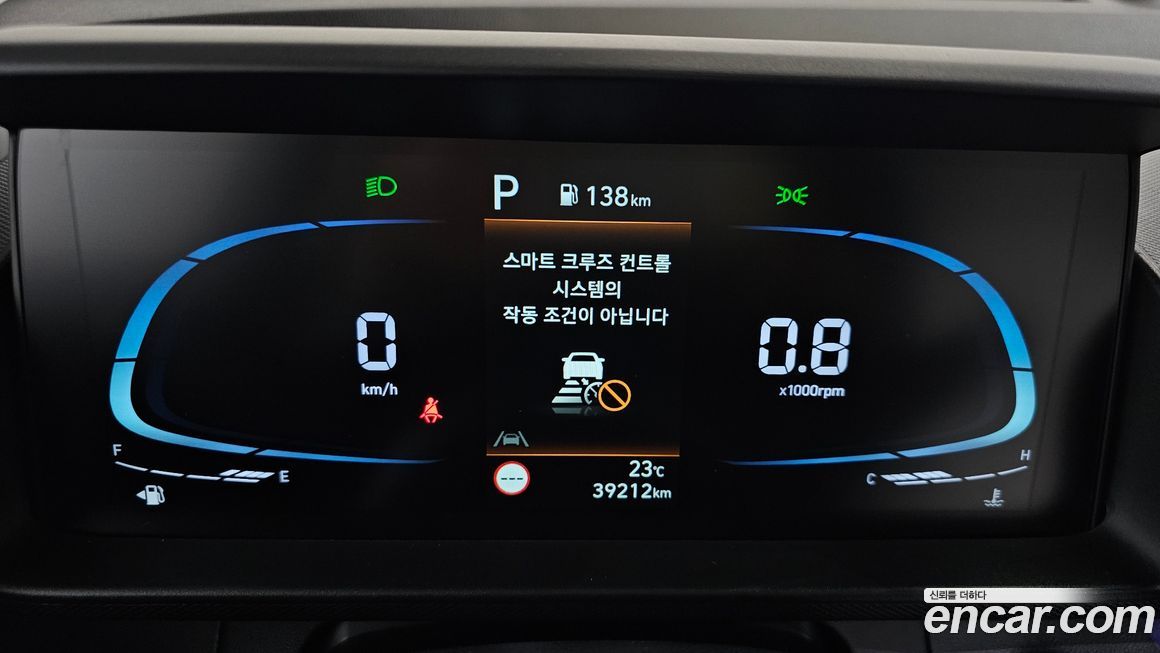 P
138km
스마트 크루즈 컨트롤
시스템의
작동 조건이 아닙니다
0
km/h
0.8
x1000rpm
F
E
C
H
---
23℃
39212km
신뢰를 더하다
encar.com